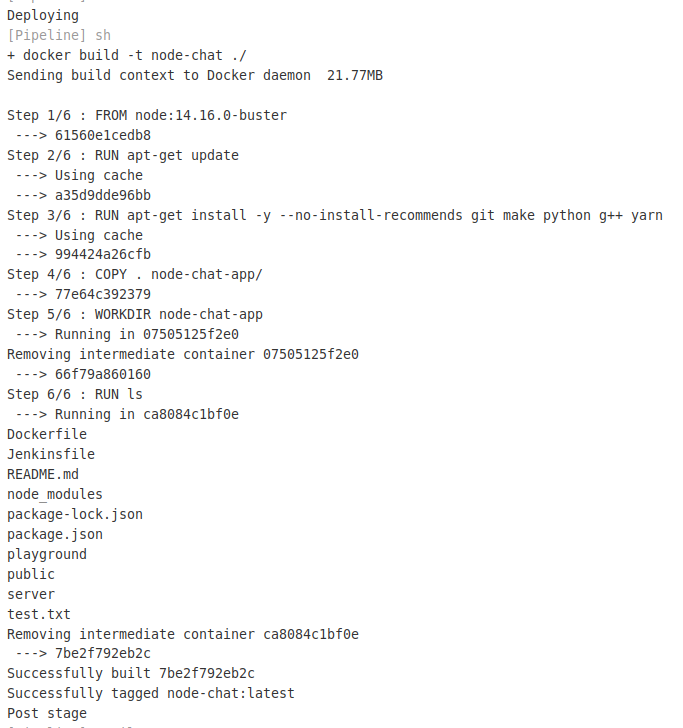 Deploying
[Pipeline] sh
+ docker build -t node-chat ./
Sending build context to Docker daemon  21.77MB
Step 1/6 : FROM node:14.16.0-buster
 ---> 61560e1cedb8
Step 2/6 : RUN apt-get update
 ---> Using cache
 ---> a35d9dde96bb
Step 3/6 : RUN apt-get install -y --no-install-recommends git make python g++ yarn
 ---> Using cache
 ---> 994424a26cfb
Step 4/6 : COPY . node-chat-app/
 ---> 77e64c392379
Step 5/6 : WORKDIR node-chat-app
 ---> Running in 07505125f2e0
Removing intermediate container 07505125f2e0
 ---> 66f79a860160
Step 6/6 : RUN ls
 ---> Running in ca8084c1bf0e
Dockerfile
Jenkinsfile
README.md
node_modules
package-lock.json
package.json
playground
public
server
test.txt
Removing intermediate container ca8084c1bf0e
 ---> 7be2f792eb2c
Successfully built 7be2f792eb2c
Successfully tagged node-chat:latest
Post stage